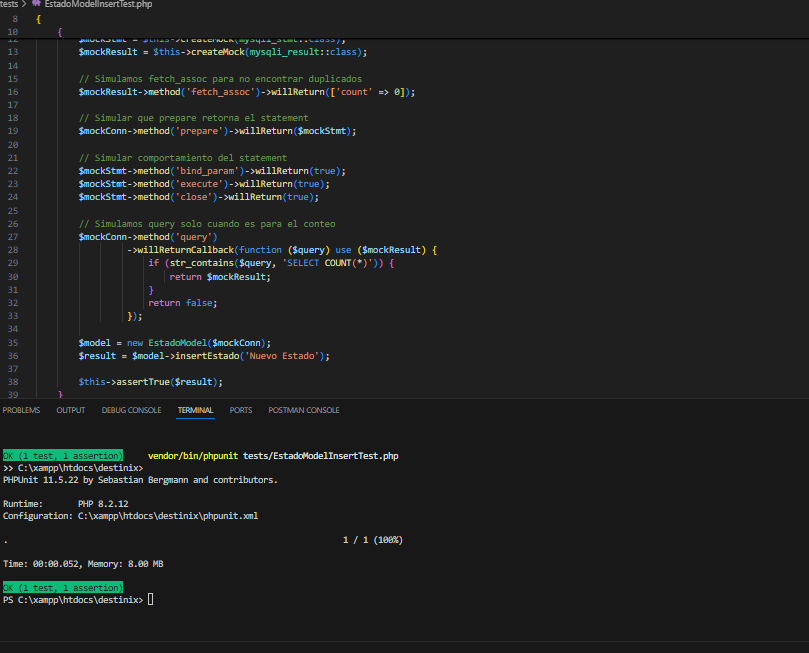 tests > EstadoModelInsertTest.php
8 {
10 {
12 $mockStmt = $this->createMock(mysqli_stmt::class);
13 $mockResult = $this->createMock(mysqli_result::class);
14
15 // Simulamos fetch_assoc para no encontrar duplicados
16 $mockResult->method('fetch_assoc')->willReturn(['count' => 0]);
17
18 // Simular que prepare retorna el statement
19 $mockConn->method('prepare')->willReturn($mockStmt);
20
21 // Simular comportamiento del statement
22 $mockStmt->method('bind_param')->willReturn(true);
23 $mockStmt->method('execute')->willReturn(true);
24 $mockStmt->method('close')->willReturn(true);
25
26 // Simulamos query solo cuando es para el conteo
27 $mockConn->method('query')
28 ->willReturnCallback(function ($query) use ($mockResult) {
29 if (str_contains($query, 'SELECT COUNT(*)')) {
30 return $mockResult;
31 }
32 return false;
33 });
34
35 $model = new EstadoModel($mockConn);
36 $result = $model->insertEstado('Nuevo Estado');
37
38 $this->assertTrue($result);
39 }
PROBLEMS OUTPUT DEBUG CONSOLE TERMINAL PORTS POSTMAN CONSOLE
OK (1 test, 1 assertion) vendor/bin/phpunit tests/EstadoModelInsertTest.php
>> C:\xampp\htdocs\destinix>
PHPUnit 11.5.22 by Sebastian Bergmann and contributors.
Runtime: PHP 8.2.12
Configuration: C:\xampp\htdocs\destinix\phpunit.xml
. 1 / 1 (100%)
Time: 00:00.052, Memory: 8.00 MB
OK (1 test, 1 assertion)
PS C:\xampp\htdocs\destinix>